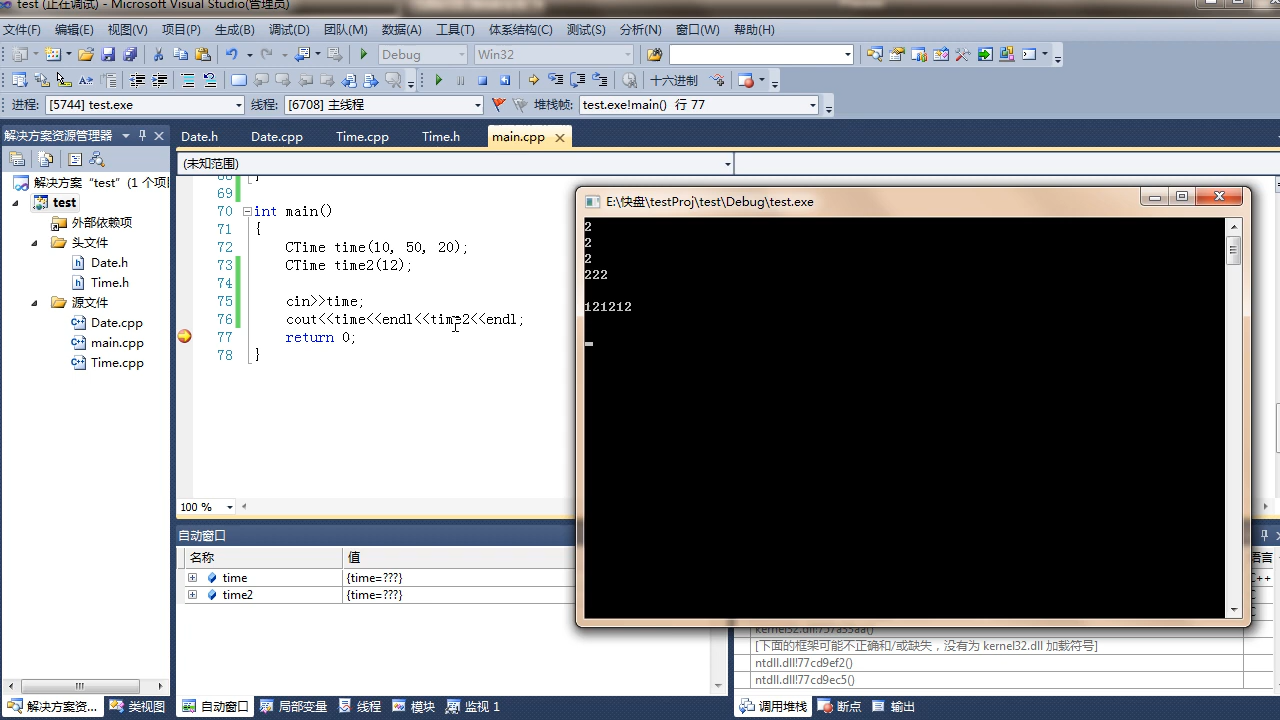 test (正在调试) - Microsoft Visual Studio(管理员)
文件(F) 编辑(E) 视图(V) 项目(P) 生成(B) 调试(D) 团队(M) 数据(A) 工具(T) 体系结构(C) 测试(S) 分析(N) 窗口(W) 帮助(H)
Debug Win32
十六进制
进程: [5744] test.exe 线程: [6708] 主线程 堆栈帧: test.exe!main() 行 77
解决方案资源管理器
Date.h Date.cpp Time.cpp Time.h main.cpp
(未知范围)
解决方案 "test" (1 个项
test
外部依赖项
头文件
Date.h
Time.h
源文件
Date.cpp
main.cpp
Time.cpp
68 }
69
70 int main()
71 {
72 CTime time(10, 50, 20);
73 CTime time2(12);
74
75 cin>>time;
76 cout<<time<<endl<<time2<<endl;
77 return 0;
78 }
100 %
E:\快盘\testProj\test\Debug\test.exe
2
2
2
222
121212
自动窗口
名称 值
time {time=???}
time2 {time=???}
语言
C++
C
C
[下面的框架可能不正确和/或缺失，没有为 kernel32.dll 加载符号]
ntdll.dll!77cd9ef2()
ntdll.dll!77cd9ec5()
解决方案资... 类视图
自动窗口 局部变量 线程 模块 监视 1
调用堆栈 断点 输出